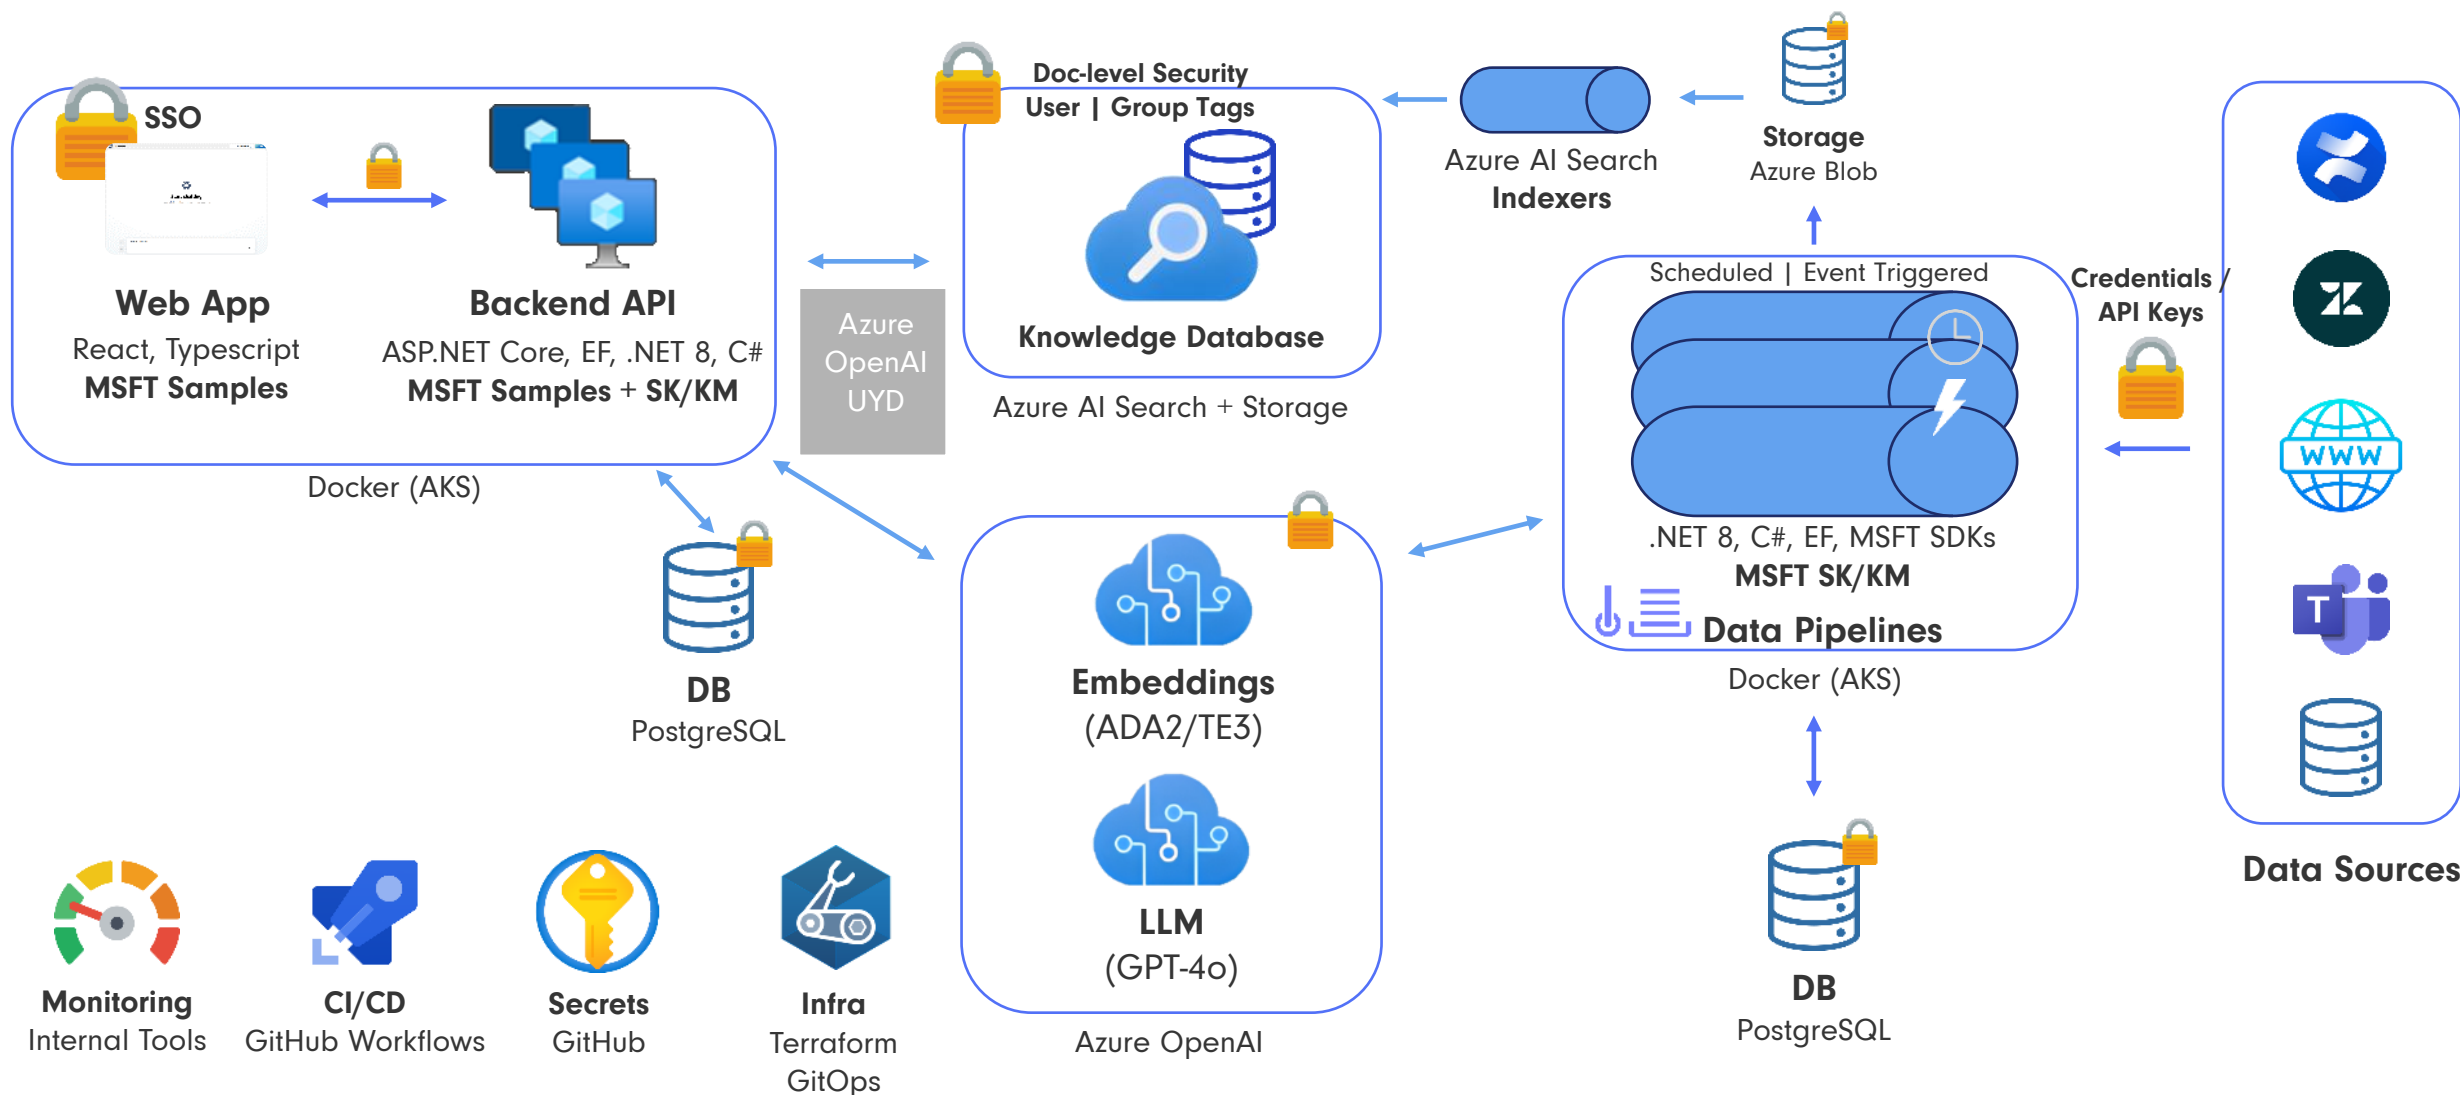 SSO
Web App
React, Typescript
MSFT Samples
Backend API
ASP.NET Core, EF, .NET 8, C#
MSFT Samples + SK/KM
Docker (AKS)
Azure
OpenAI
UYD
Doc-level Security
User | Group Tags
Knowledge Database
Azure AI Search + Storage
Azure AI Search
Indexers
Storage
Azure Blob
Scheduled | Event Triggered
.NET 8, C#, EF, MSFT SDKs
MSFT SK/KM
Data Pipelines
Docker (AKS)
Credentials /
API Keys
WWW
T
Data Sources
DB
PostgreSQL
Embeddings
(ADA2/TE3)
LLM
(GPT-4o)
Azure OpenAI
DB
PostgreSQL
Monitoring
Internal Tools
CI/CD
GitHub Workflows
Secrets
GitHub
Infra
Terraform
GitOps